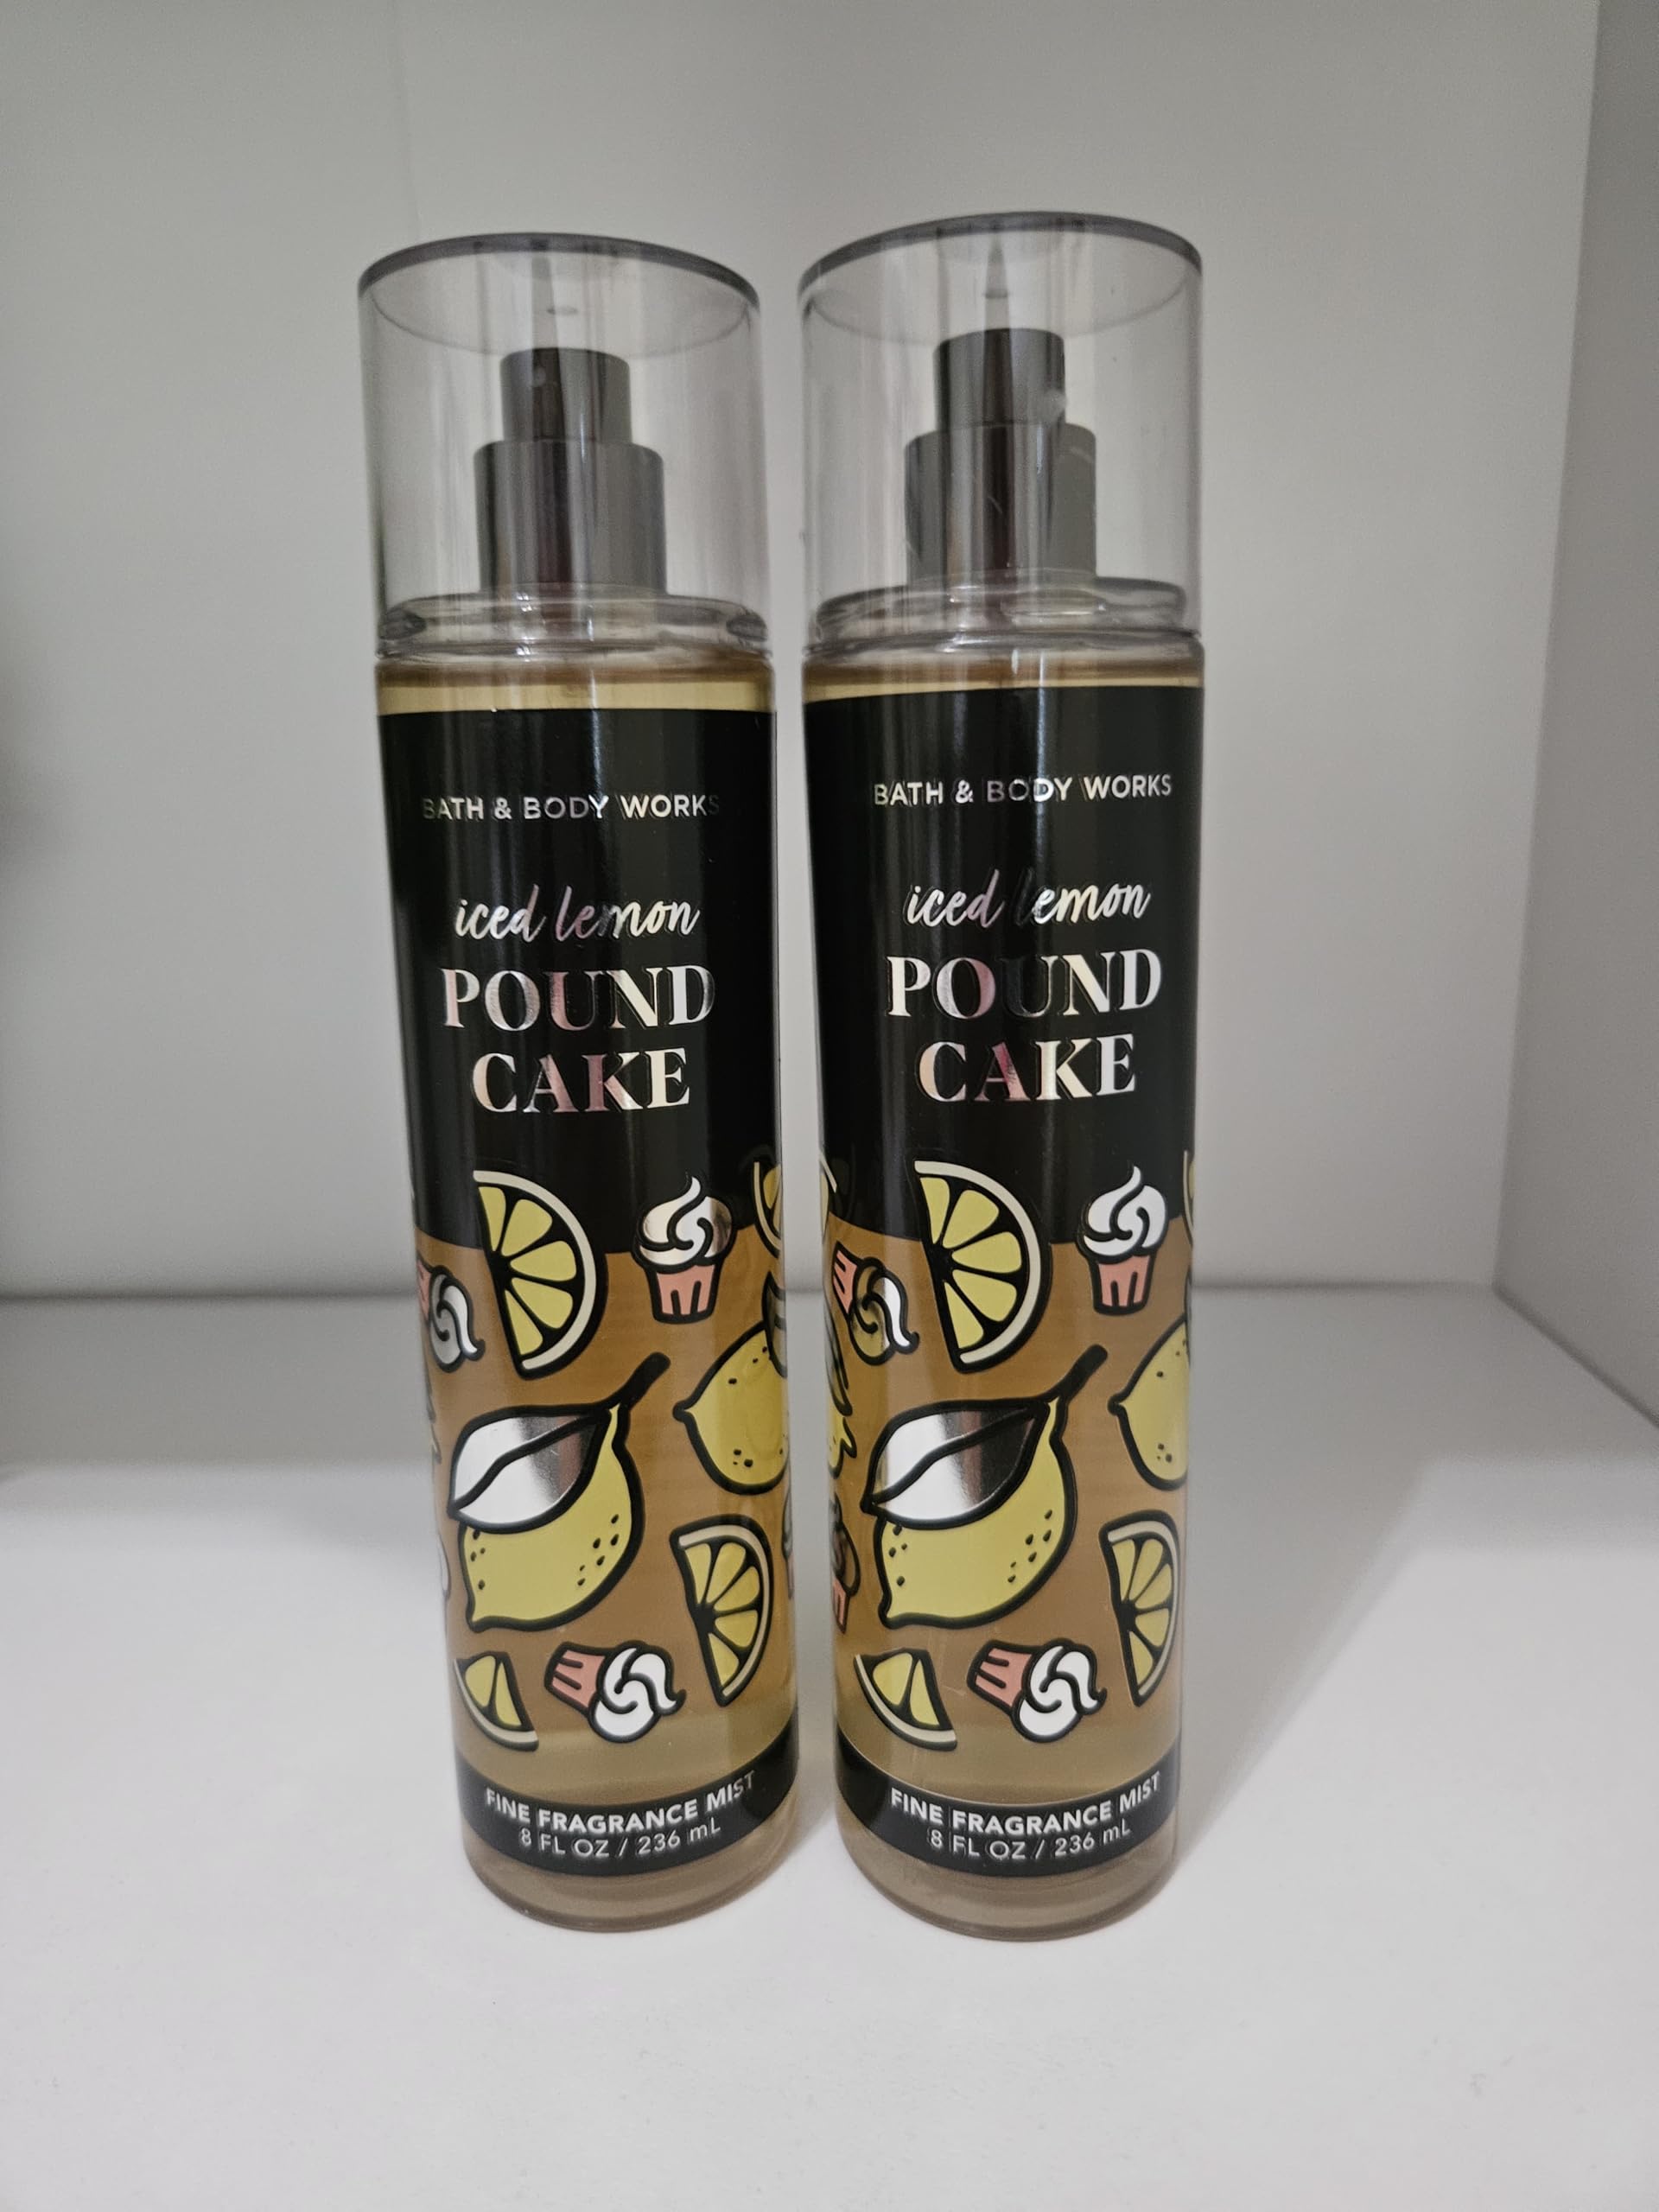 BATH & BODY WORKS
iced lemon
POUND
CAKE
FINE FRAGRANCE MIST
8 FL OZ / 236 mL
BATH & BODY WORKS
iced lemon
POUND
CAKE
FINE FRAGRANCE MIST
8 FL OZ / 236 mL